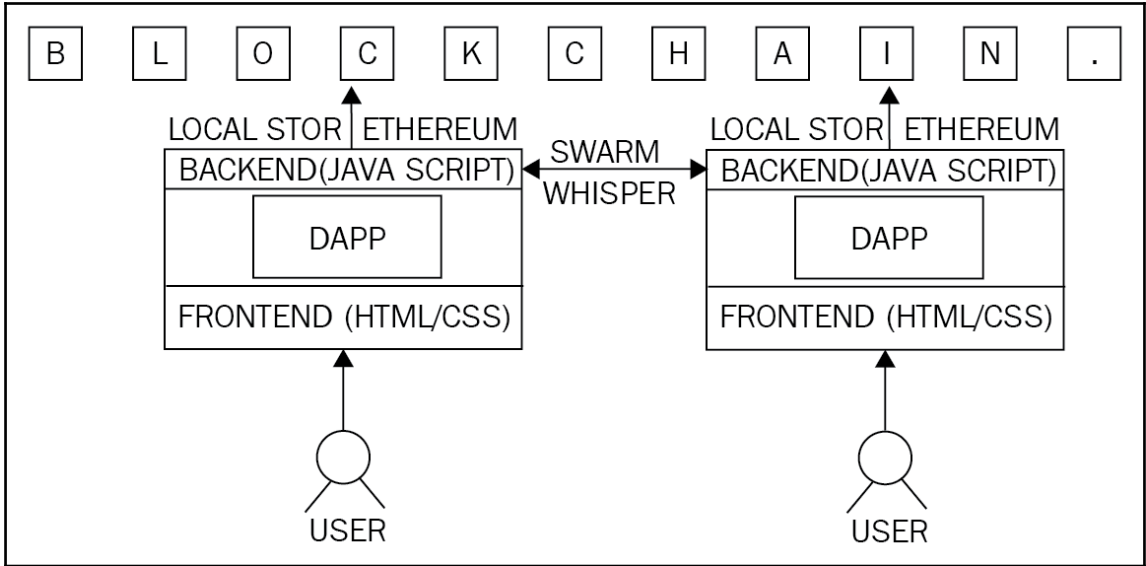 B L O C K C H A I N .
LOCAL STOR ETHEREUM LOCAL STOR ETHEREUM
BACKEND(JAVA SCRIPT) SWARM BACKEND(JAVA SCRIPT)
WHISPER
DAPP DAPP
FRONTEND (HTML/CSS) FRONTEND (HTML/CSS)
USER USER